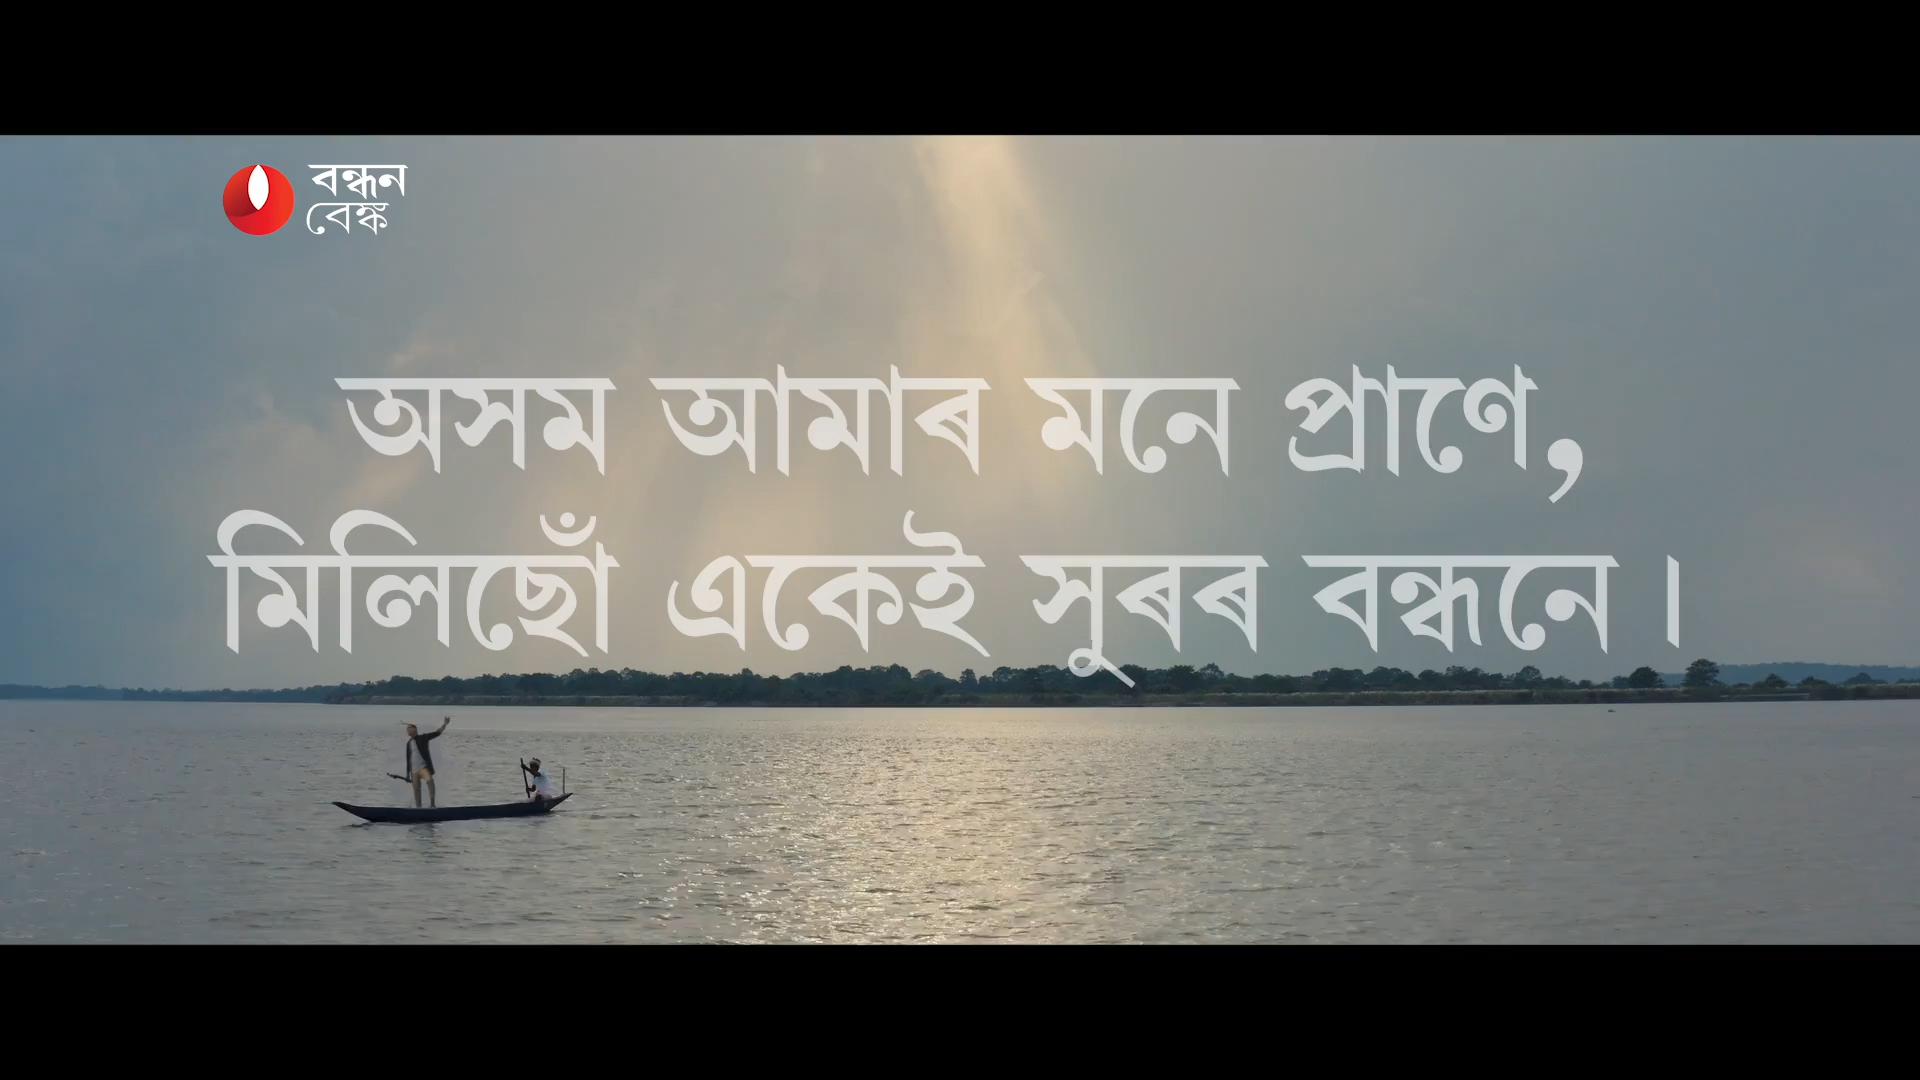 বন্ধন
বেঙ্ক
অসম আমাৰ মনে প্ৰাণে,
মিলিছোঁ একেই সুৰৰ বন্ধনে।